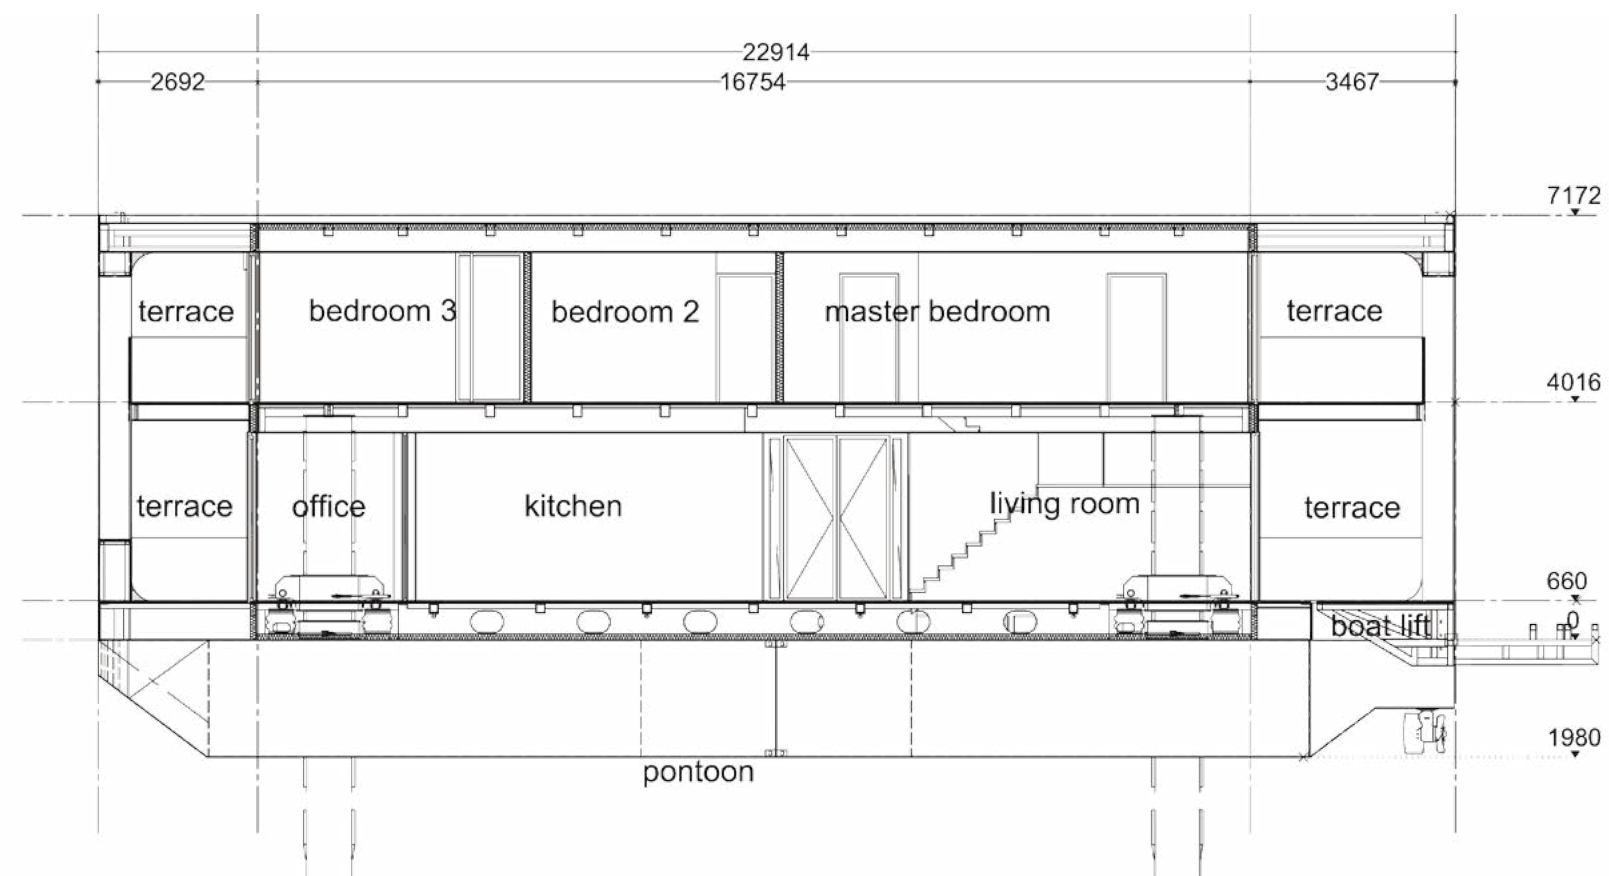 22914
2692 16754 3467
7172
terrace bedroom 3 bedroom 2 master bedroom terrace
4016
terrace office kitchen living room terrace
660
boat lift 0
1980
pontoon